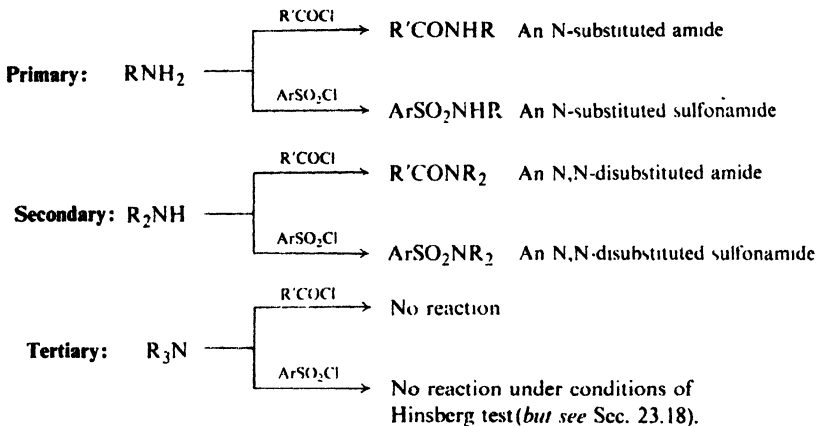 R′COCl
R′CONHR An N-substituted amide
Primary: RNH₂
ArSO₂Cl
ArSO₂NHR An N-substituted sulfonamide
R′COCl
R′CONR₂ An N,N-disubstituted amide
Secondary: R₂NH
ArSO₂Cl
ArSO₂NR₂ An N,N-disubstituted sulfonamide
R′COCl
No reaction
Tertiary: R₃N
ArSO₂Cl
No reaction under conditions of
Hinsberg test (but see Sec. 23.18).